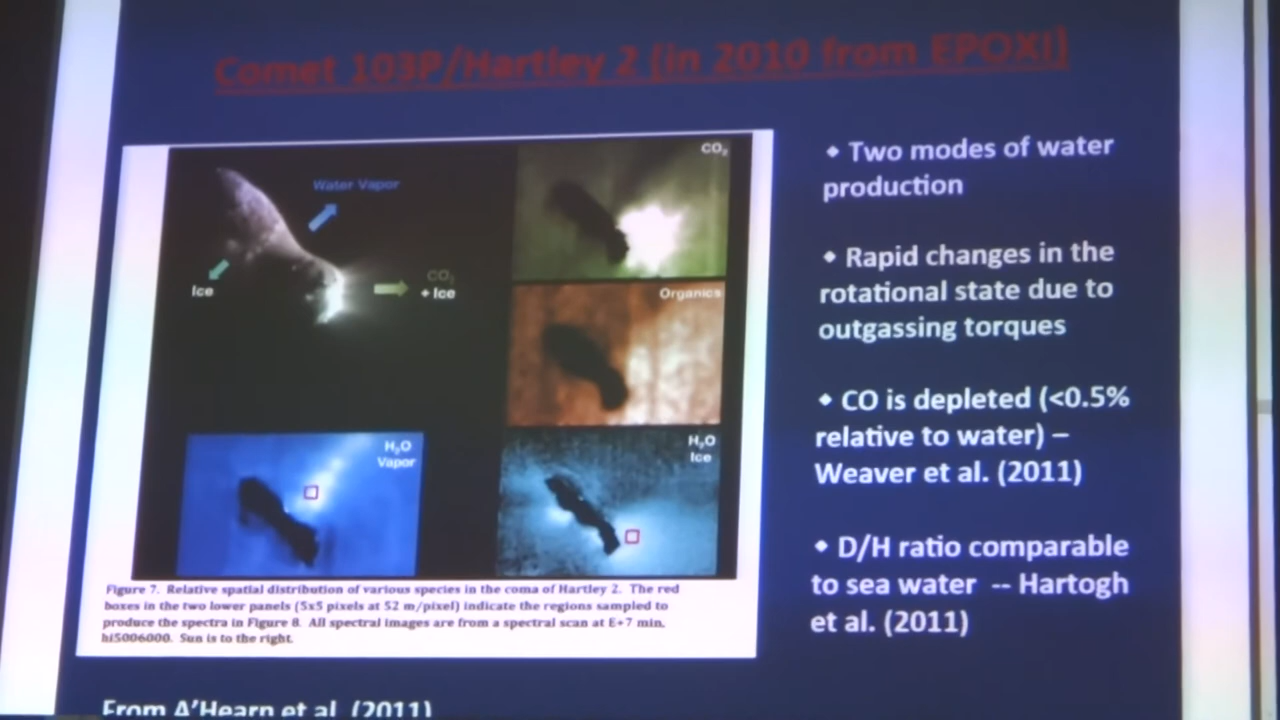 Comet 103P/Hartley 2 (in 2010 from EPOXI)
Water Vapor
Ice
CO2
+ Ice
CO2
Organics
H2O
Vapor
H2O
Ice
Figure 7. Relative spatial distribution of various species in the coma of Hartley 2. The red
boxes in the two lower panels (5x5 pixels at 52 m/pixel) indicate the regions sampled to
produce the spectra in Figure 8. All spectral images are from a spectral scan at E+7 min,
hi5006000. Sun is to the right.
From A'Hearn et al. (2011)
◆ Two modes of water
production
◆ Rapid changes in the
rotational state due to
outgassing torques
◆ CO is depleted (<0.5%
relative to water) –
Weaver et al. (2011)
◆ D/H ratio comparable
to sea water -- Hartogh
et al. (2011)